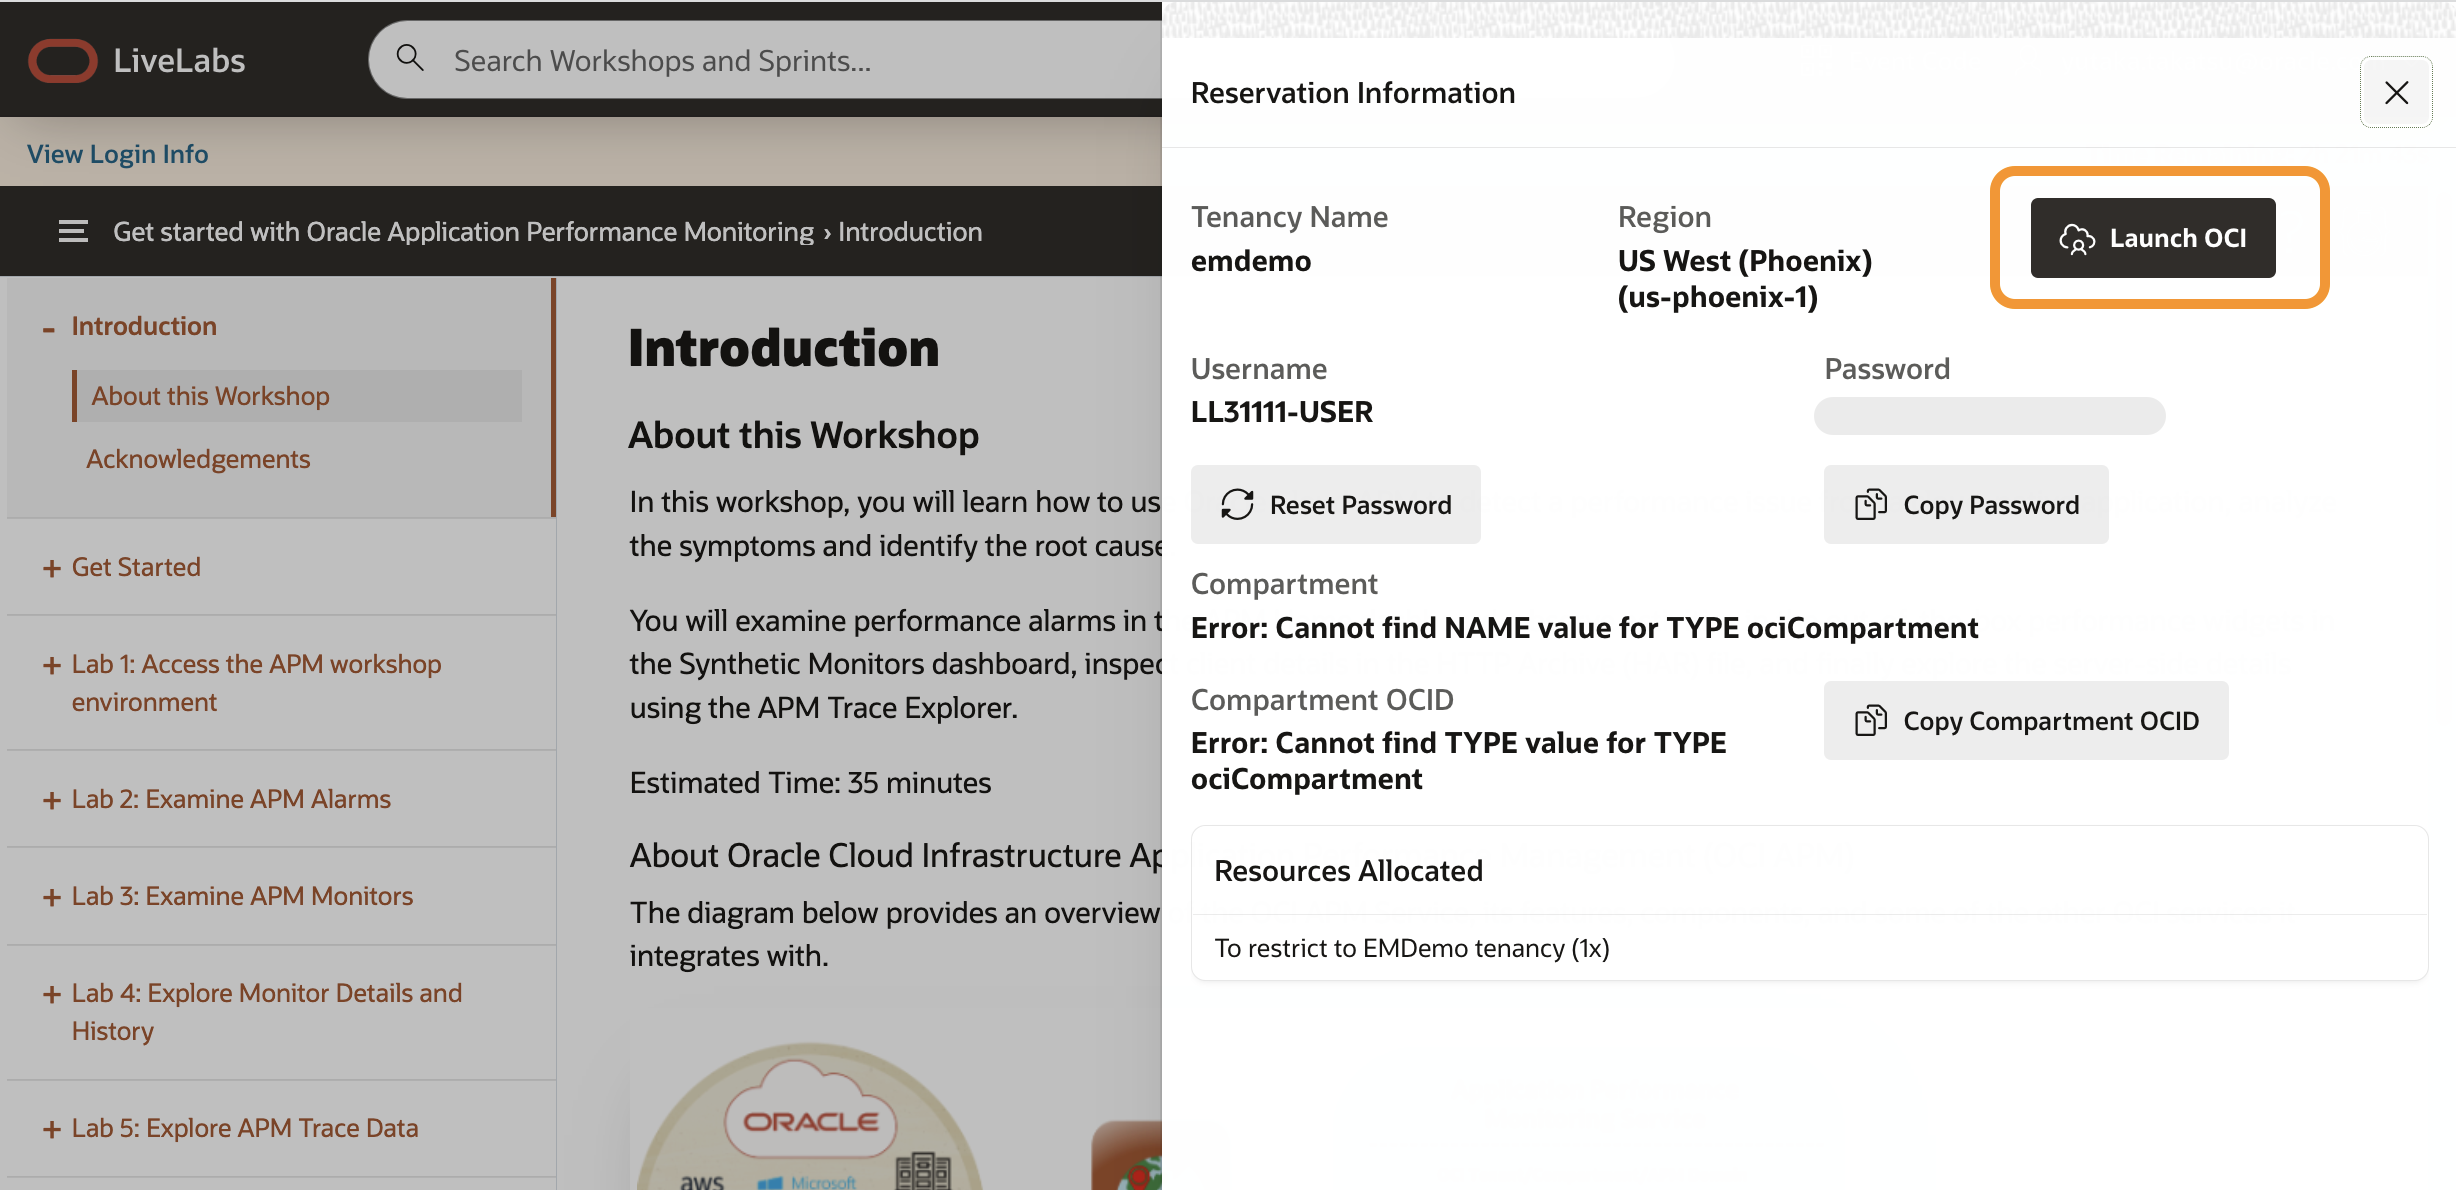 LiveLabs
Search Workshops and Sprints...
View Login Info
Get started with Oracle Application Performance Monitoring › Introduction
- Introduction
About this Workshop
Acknowledgements
+ Get Started
+ Lab 1: Access the APM workshop
environment
+ Lab 2: Examine APM Alarms
+ Lab 3: Examine APM Monitors
+ Lab 4: Explore Monitor Details and
History
+ Lab 5: Explore APM Trace Data
Introduction
About this Workshop
In this workshop, you will learn how to us
the symptoms and identify the root cause
You will examine performance alarms in t
the Synthetic Monitors dashboard, inspec
using the APM Trace Explorer.
Estimated Time: 35 minutes
About Oracle Cloud Infrastructure Ap
The diagram below provides an overview
integrates with.
ORACLE
aws
Microsoft
Reservation Information
Tenancy Name
emdemo
Region
US West (Phoenix)
(us-phoenix-1)
Launch OCI
Username
LL31111-USER
Password
Reset Password
Copy Password
Compartment
Error: Cannot find NAME value for TYPE ociCompartment
Compartment OCID
Error: Cannot find TYPE value for TYPE
ociCompartment
Copy Compartment OCID
Resources Allocated
To restrict to EMDemo tenancy (1x)